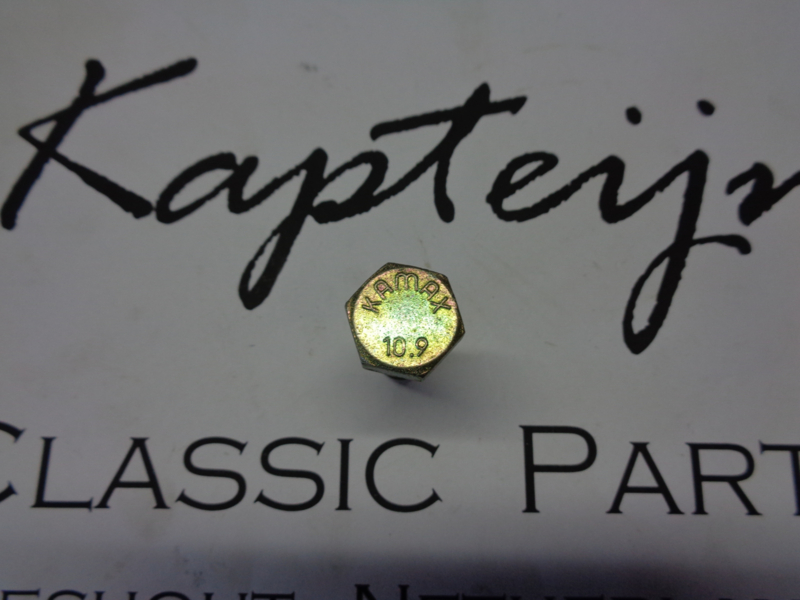 Kapteijn
KAMAX
10.9
CLASSIC PART